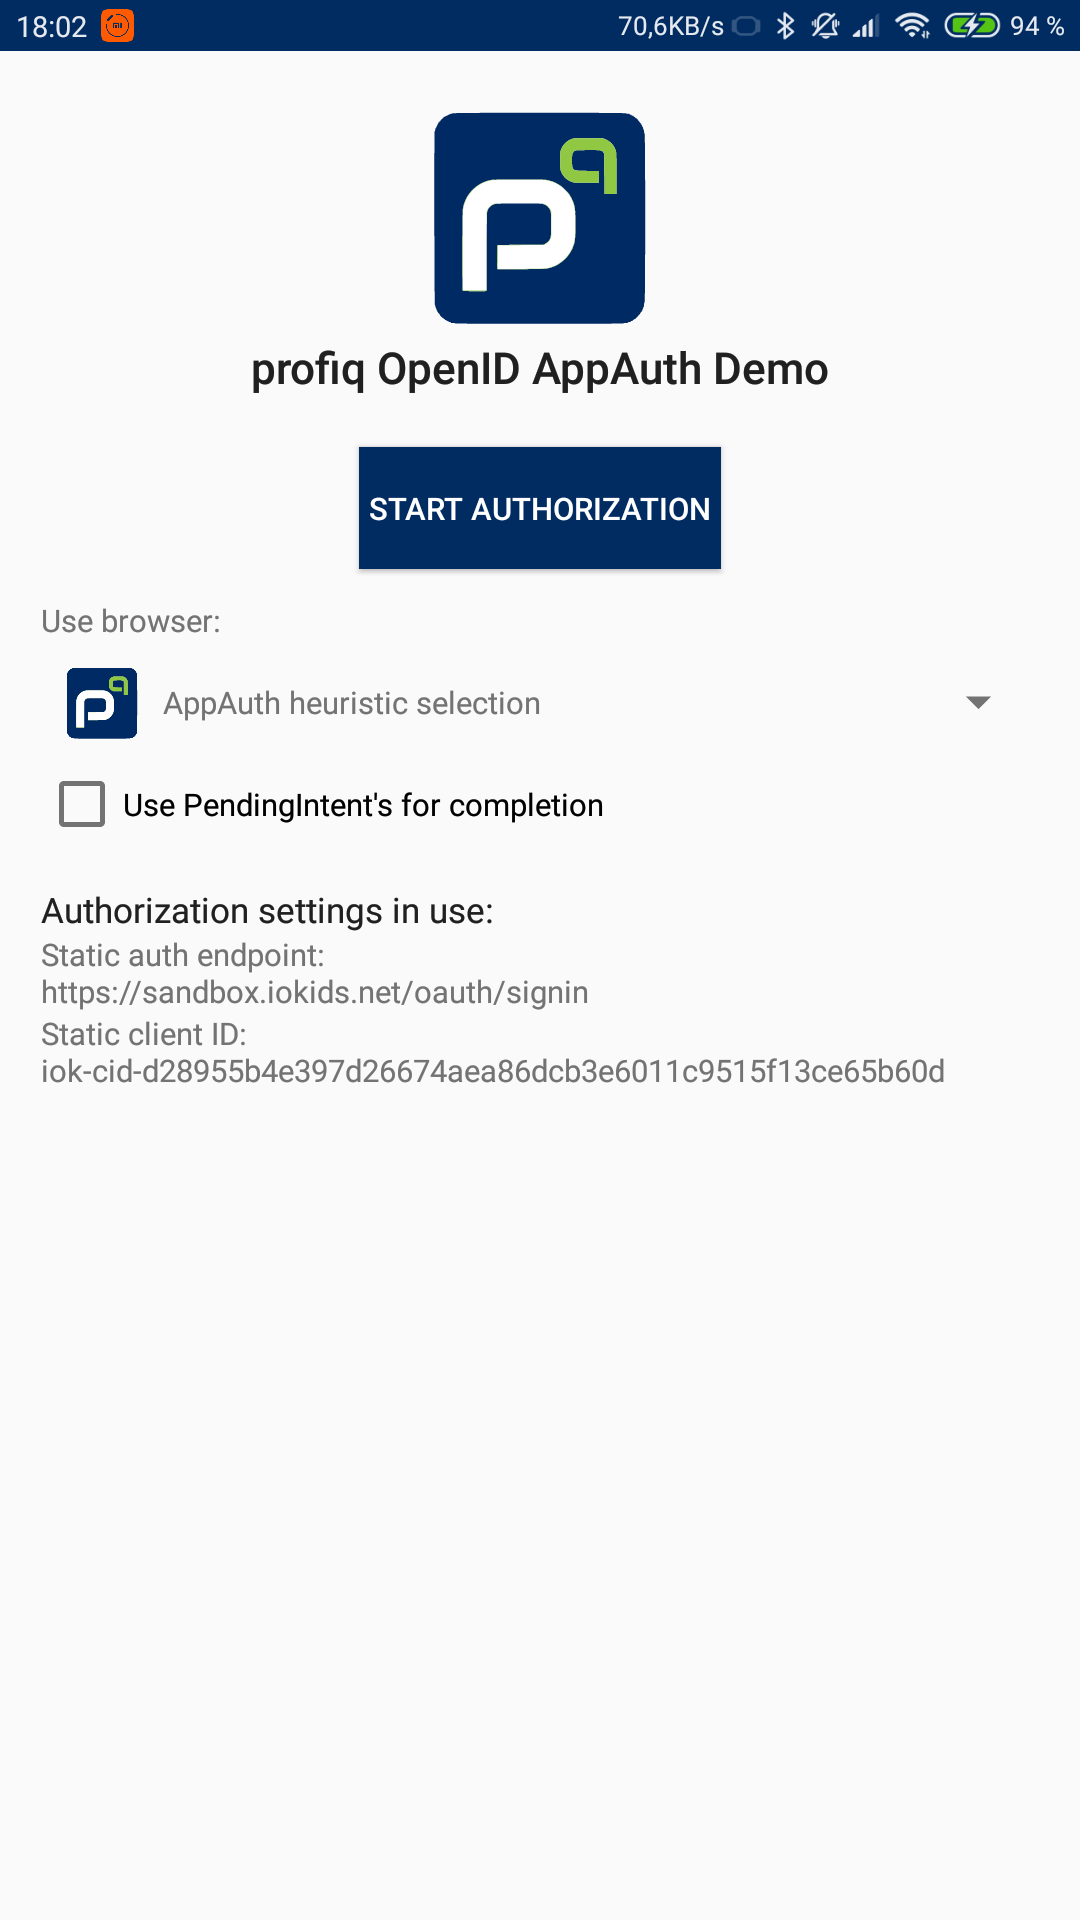 18:02 70,6KB/s 94 %
profiq OpenID AppAuth Demo
START AUTHORIZATION
Use browser:
AppAuth heuristic selection
Use PendingIntent's for completion
Authorization settings in use:
Static auth endpoint:
https://sandbox.iokids.net/oauth/signin
Static client ID:
iok-cid-d28955b4e397d26674aea86dcb3e6011c9515f13ce65b60d